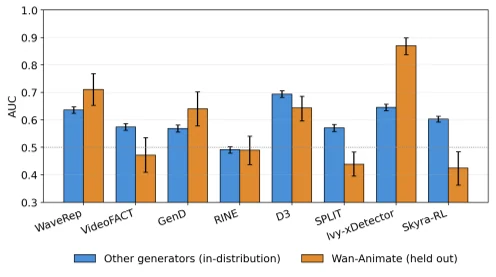 1.0
0.9
0.8
0.7
0.6
0.5
0.4
0.3
AUC
WaveRep
VideoFACT
GenD
RINE
D3
SPLIT
Ivy-xDetector
Skyra-RL
Other generators (in-distribution)
Wan-Animate (held out)